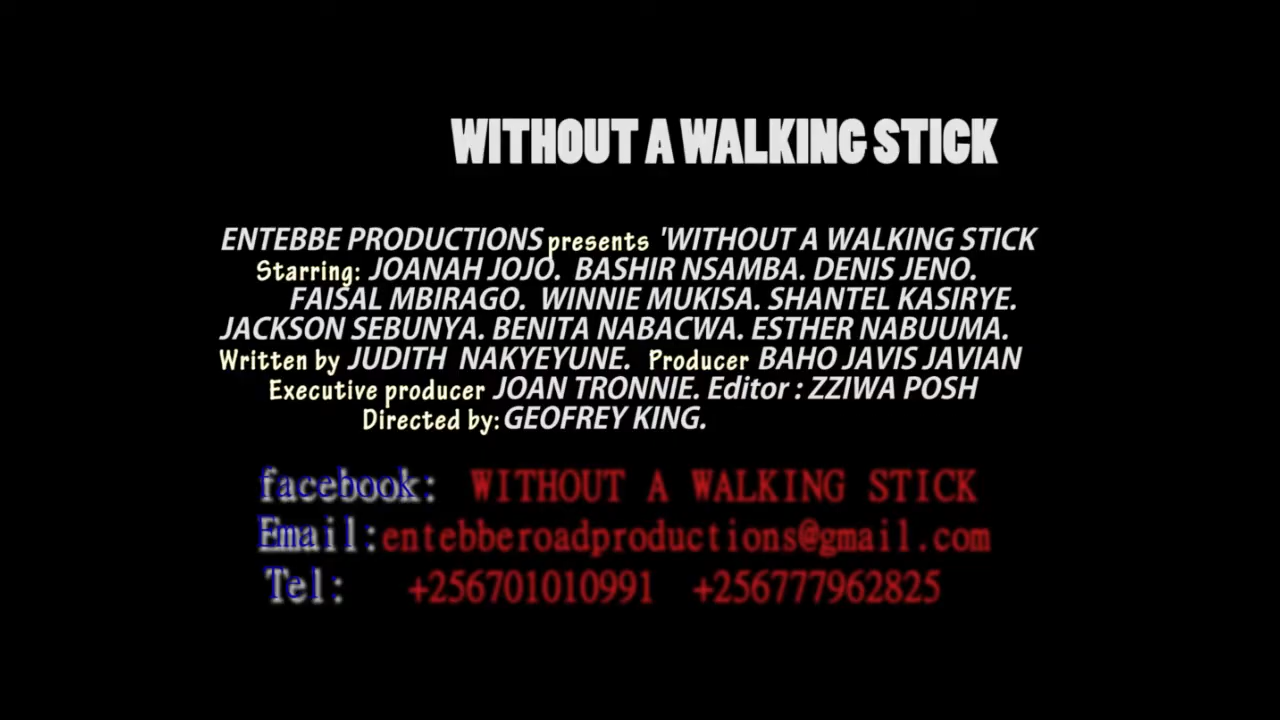 WITHOUT A WALKING STICK
ENTEBBE PRODUCTIONS presents 'WITHOUT A WALKING STICK
Starring: JOANAH JOJO. BASHIR NSAMBA. DENIS JENO.
FAISAL MBIRAGO. WINNIE MUKISA. SHANTEL KASIRYE.
JACKSON SEBUNYA. BENITA NABACWA. ESTHER NABUUMA.
Written by JUDITH NAKYEYUNE. Producer BAHO JAVIS JAVIAN
Executive producer JOAN TRONNIE. Editor : ZZIWA POSH
Directed by: GEOFREY KING.
facebook: WITHOUT A WALKING STICK
Email: entebberoadproductions@gmail.com
Tel: +256701010991 +256777962825